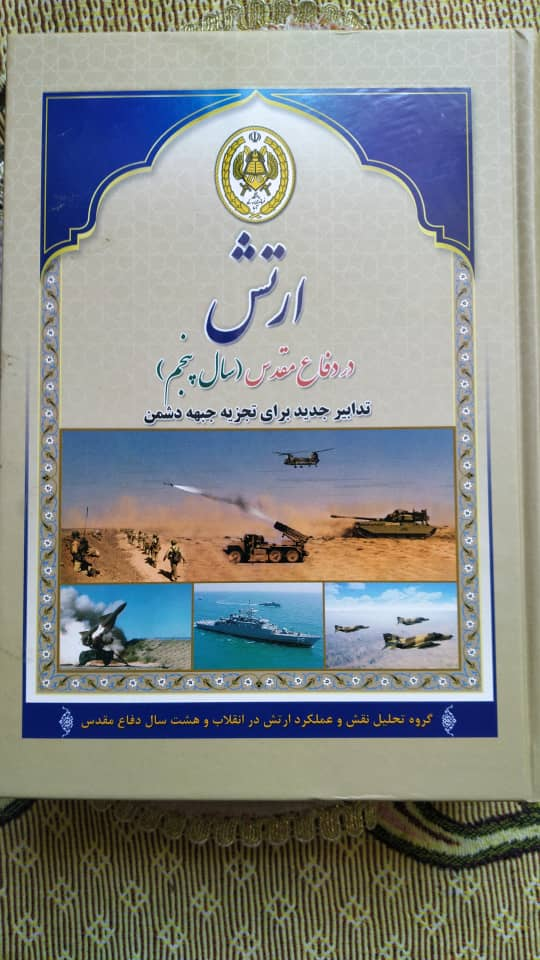 ارتش
در دفاع مقدس (سال پنجم)
تدابیر جدید برای تجزیه جبهه دشمن
گروه تحلیل نقش و عملکرد ارتش در انقلاب و هشت سال دفاع مقدس